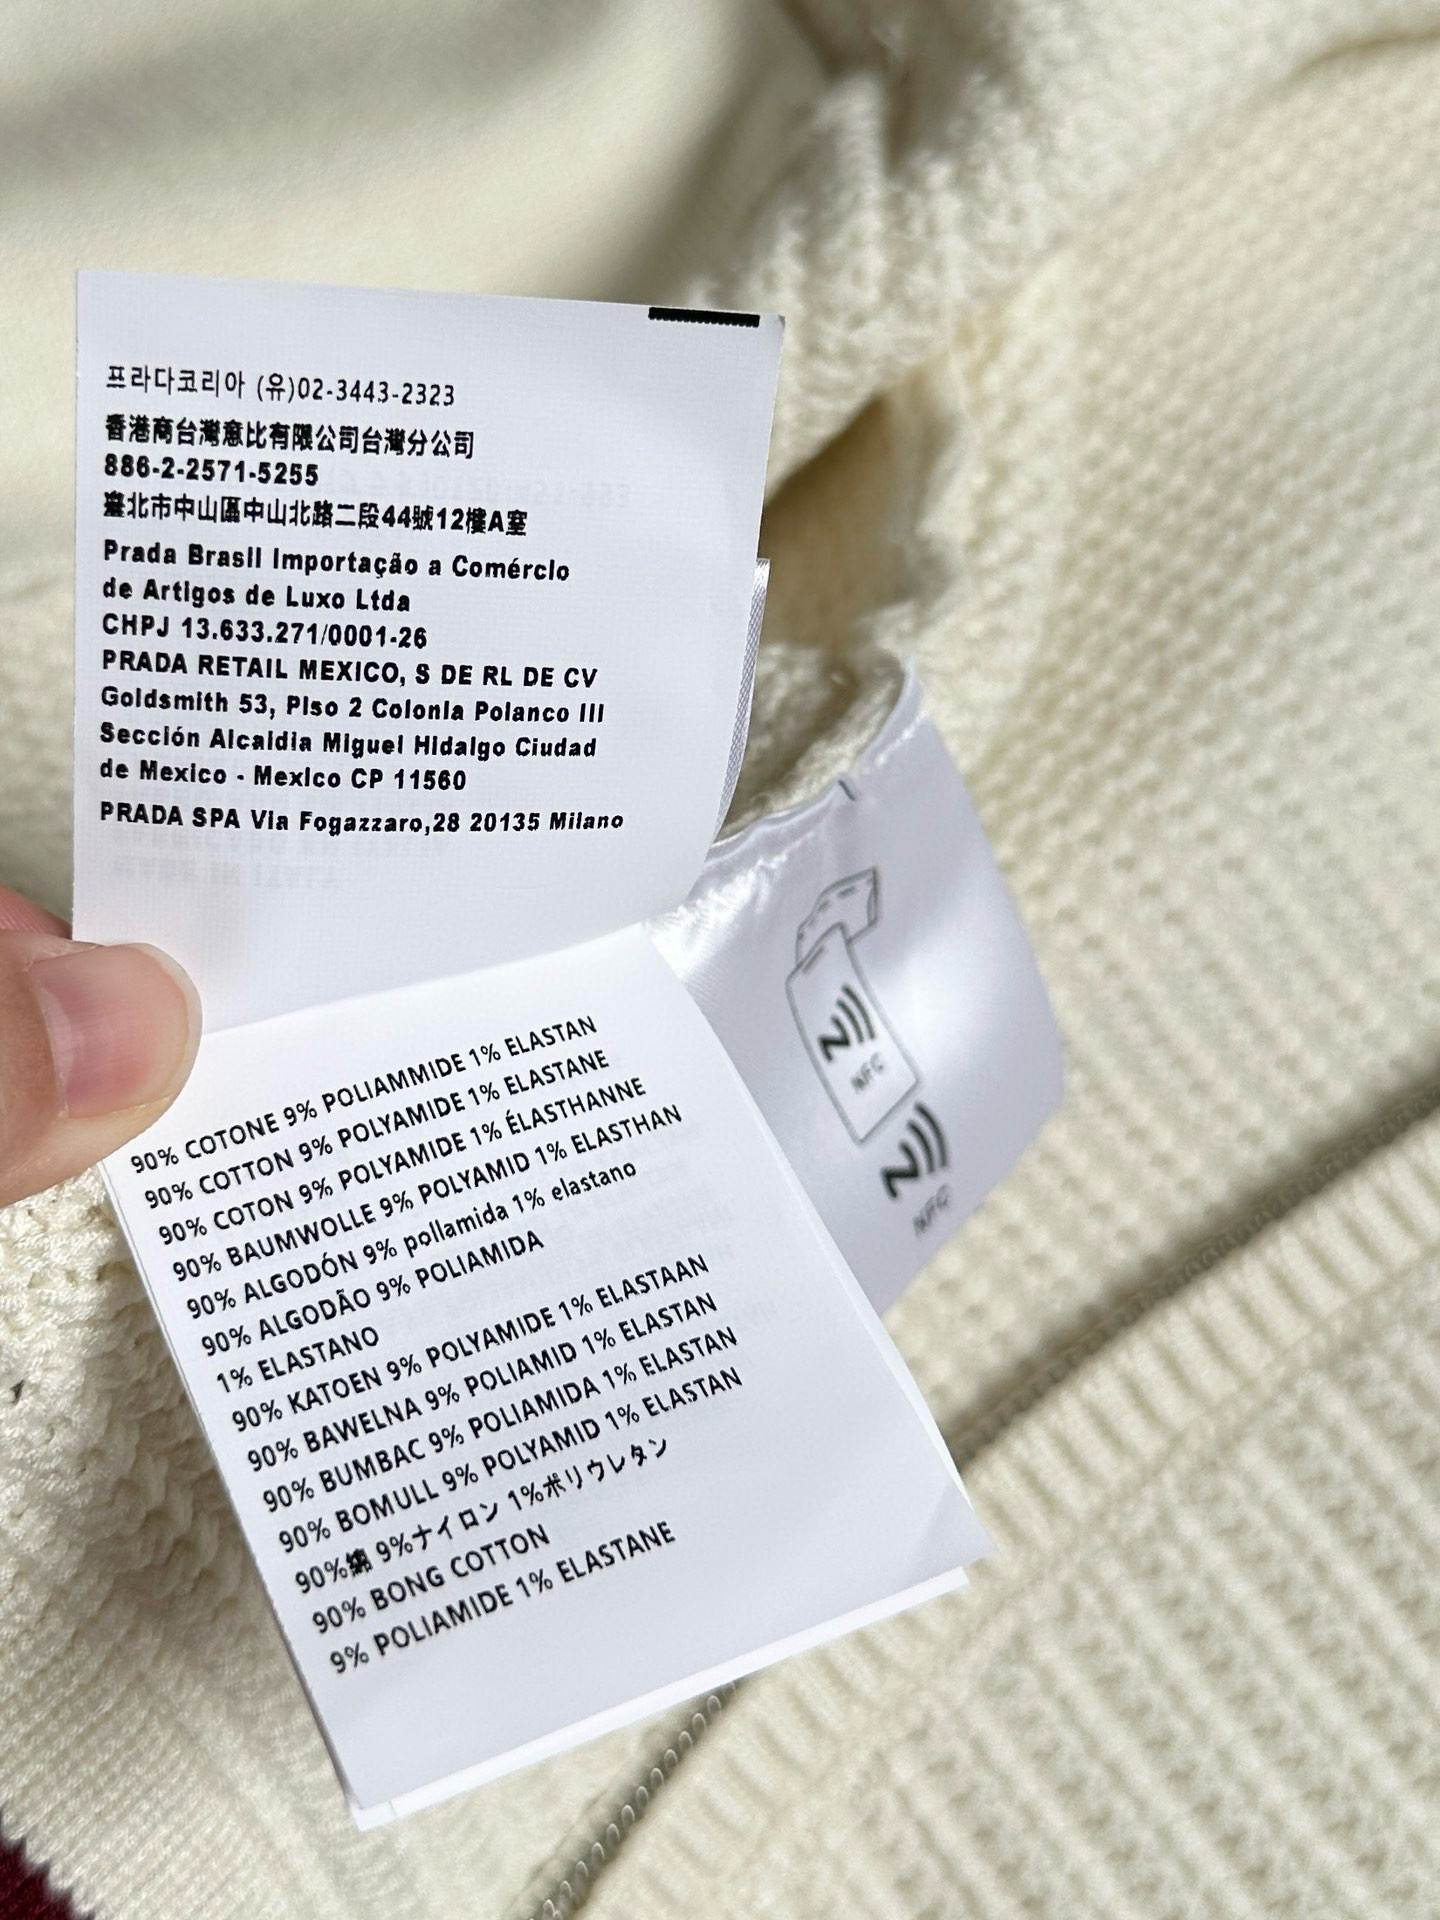 프라다코리아 (유)02-3443-2323
香港商台灣意比有限公司台灣分公司
886-2-2571-5255
臺北市中山區中山北路二段44號12樓A室
Prada Brasil Importação a Comércio
de Artigos de Luxo Ltda
CHPJ 13.633.271/0001-26
PRADA RETAIL MEXICO, S DE RL DE CV
Goldsmith 53, Piso 2 Colonia Polanco III
Sección Alcaldia Miguel Hidalgo Ciudad
de Mexico - Mexico CP 11560
PRADA SPA Via Fogazzaro,28 20135 Milano
90% COTONE 9% POLIAMMIDE 1% ELASTAN
90% COTTON 9% POLYAMIDE 1% ELASTANE
90% COTON 9% POLYAMIDE 1% ÉLASTHANNE
90% BAUMWOLLE 9% POLYAMID 1% ELASTHAN
90% ALGODÓN 9% pollamida 1% elastano
90% ALGODÃO 9% POLIAMIDA
1% ELASTANO
90% KATOEN 9% POLYAMIDE 1% ELASTAAN
90% BAWELNA 9% POLIAMID 1% ELASTAN
90% BUMBAC 9% POLIAMIDA 1% ELASTAN
90% BOMULL 9% POLYAMID 1% ELASTAN
90%綿 9%ナイロン 1%ポリウレタン
90% BONG COTTON
9% POLIAMIDE 1% ELASTANE
NFC
NFC